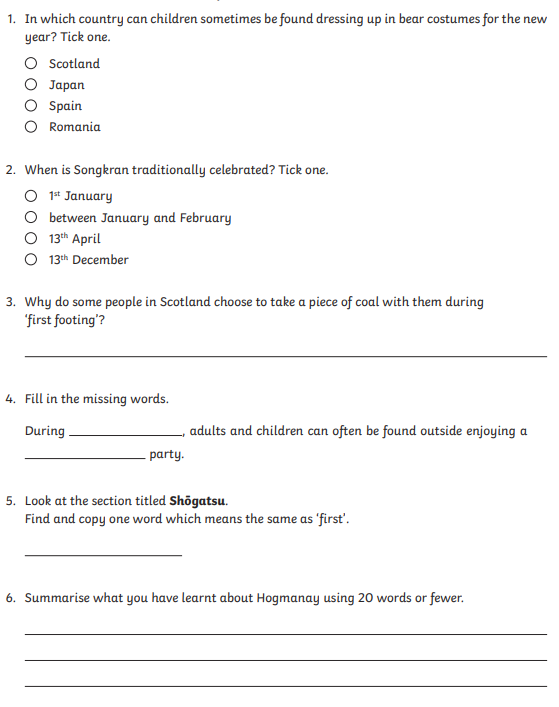 1. In which country can children sometimes be found dressing up in bear costumes for the new
year? Tick one.
Scotland
Japan
Spain
Romania
2. When is Songkran traditionally celebrated? Tick one.
1st January
between January and February
13th April
13th December
3. Why do some people in Scotland choose to take a piece of coal with them during
‘first footing’?
4. Fill in the missing words.
During ________________, adults and children can often be found outside enjoying a
________________ party.
5. Look at the section titled Shōgatsu.
Find and copy one word which means the same as ‘first’.
6. Summarise what you have learnt about Hogmanay using 20 words or fewer.